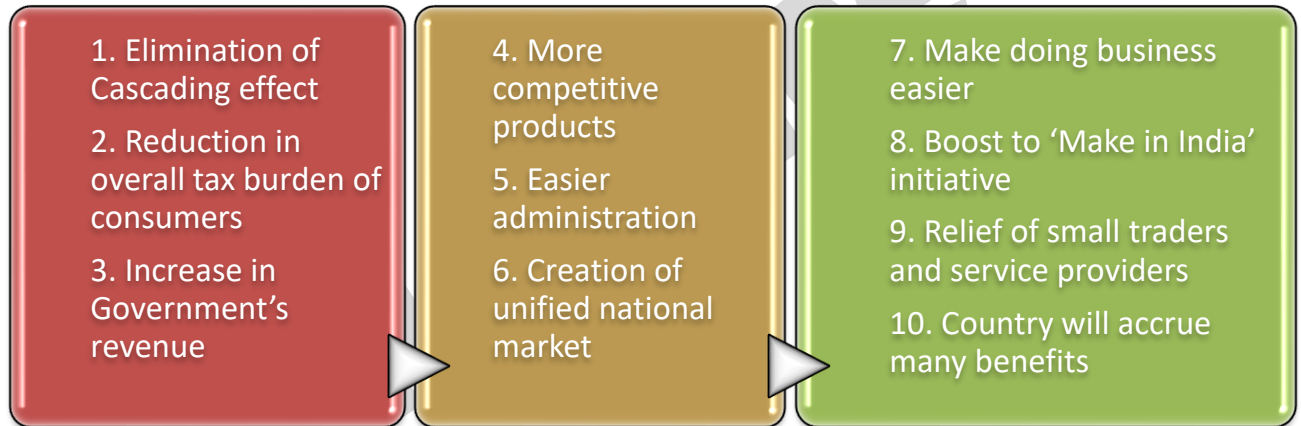 1. Elimination of
Cascading effect
2. Reduction in
overall tax burden of
consumers
3. Increase in
Government’s
revenue
4. More
competitive
products
5. Easier
administration
6. Creation of
unified national
market
7. Make doing business
easier
8. Boost to ‘Make in India’
initiative
9. Relief of small traders
and service providers
10. Country will accrue
many benefits